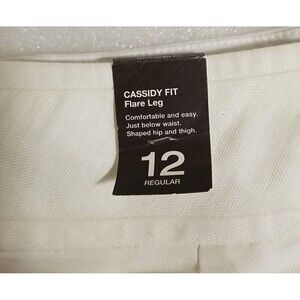 CASSIDY FIT
Flare Leg
Comfortable and easy.
Just below waist.
Shaped hip and thigh.
12
REGULAR